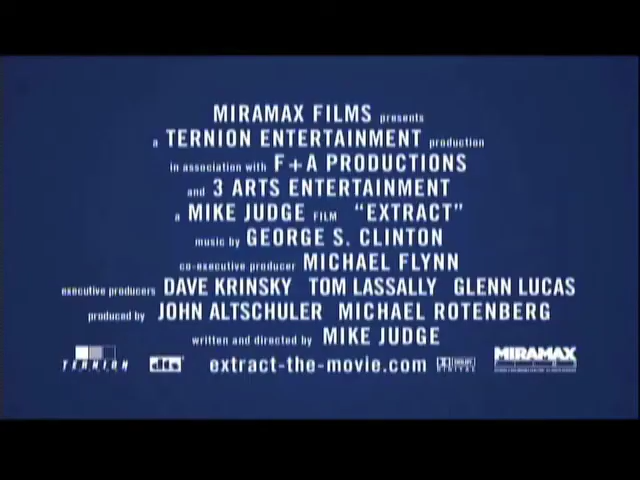 MIRAMAX FILMS presents
a TERNION ENTERTAINMENT production
in association with F+A PRODUCTIONS
and 3 ARTS ENTERTAINMENT
a MIKE JUDGE FILM "EXTRACT"
music by GEORGE S. CLINTON
co-executive producer MICHAEL FLYNN
executive producers DAVE KRINSKY TOM LASSALLY GLENN LUCAS
produced by JOHN ALTSCHULER MICHAEL ROTENBERG
written and directed by MIKE JUDGE
TERNION dts extract-the-movie.com DOLBY DIGITAL MIRAMAX